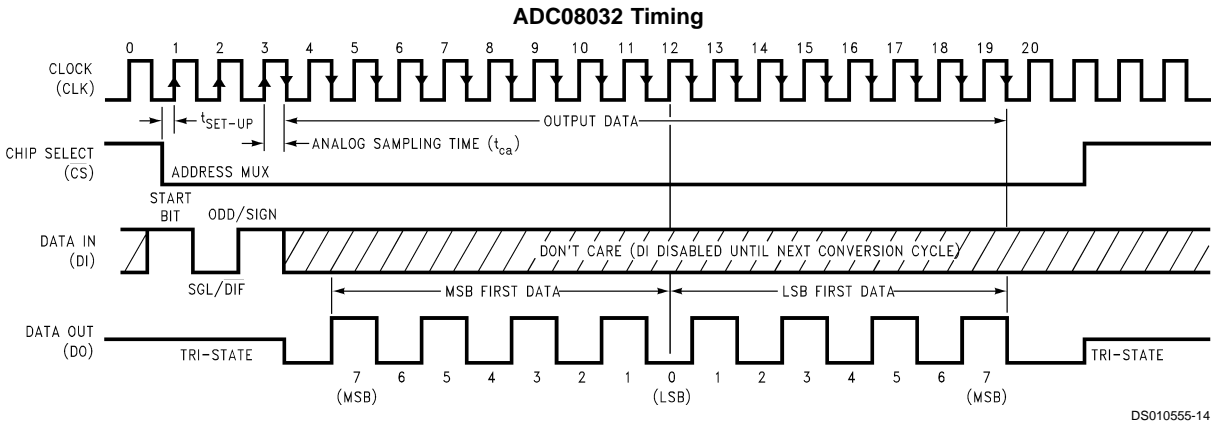 ADC08032 Timing
0 1 2 3 4 5 6 7 8 9 10 11 12 13 14 15 16 17 18 19 20
CLOCK
(CLK)
tSET-UP
OUTPUT DATA
ANALOG SAMPLING TIME (tca)
CHIP SELECT
(CS)
ADDRESS MUX
START
BIT
ODD/SIGN
DATA IN
(DI)
DON'T CARE (DI DISABLED UNTIL NEXT CONVERSION CYCLE)
SGL/DIF
MSB FIRST DATA
LSB FIRST DATA
DATA OUT
(DO)
TRI-STATE
TRI-STATE
7 6 5 4 3 2 1 0 1 2 3 4 5 6 7
(MSB) (LSB) (MSB)
DS010555-14